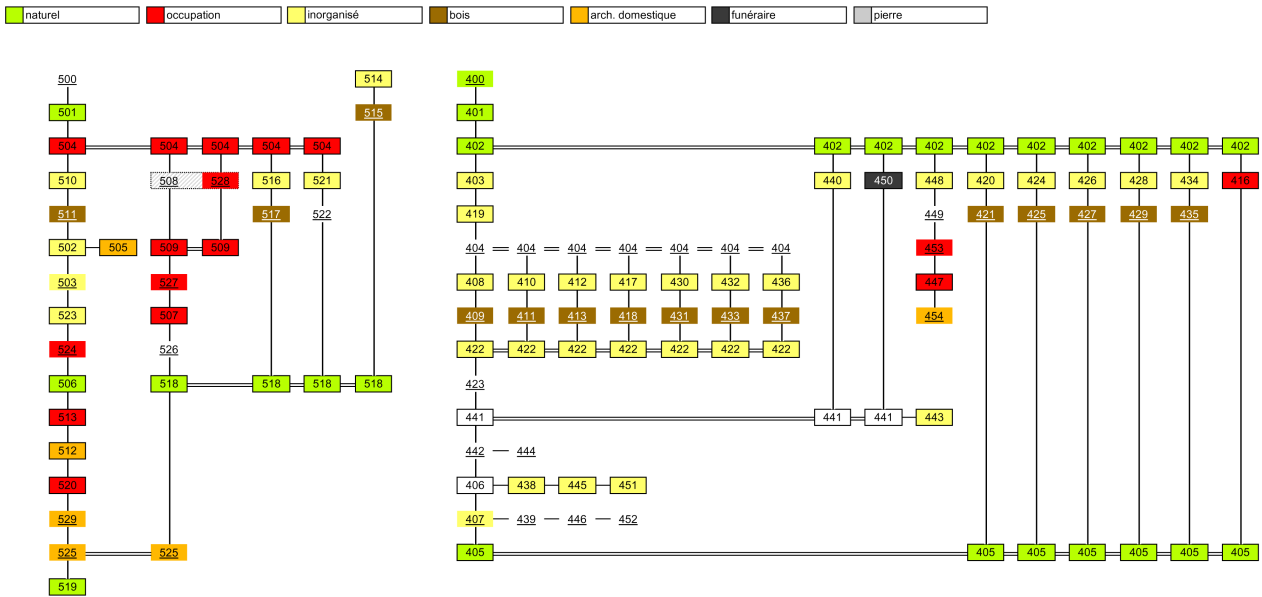 naturel occupation inorganisé bois arch. domestique funéraire pierre
500 514 400
501 515 401
504 504 504 504 504 402 402 402 402 402 402 402 402 402 402
510 508 528 516 521 403 440 450 448 420 424 426 428 434 416
511 517 522 419 449 421 425 427 429 435
502 505 509 509 404 404 404 404 404 404 404 453
503 527 408 410 412 417 430 432 436 447
523 507 409 411 413 418 431 433 437 454
524 526 422 422 422 422 422 422 422
506 518 518 518 518 423
513 441 441 441 443
512 442 444
520 406 438 445 451
529 407 439 446 452
525 525 405 405 405 405 405 405 405
519